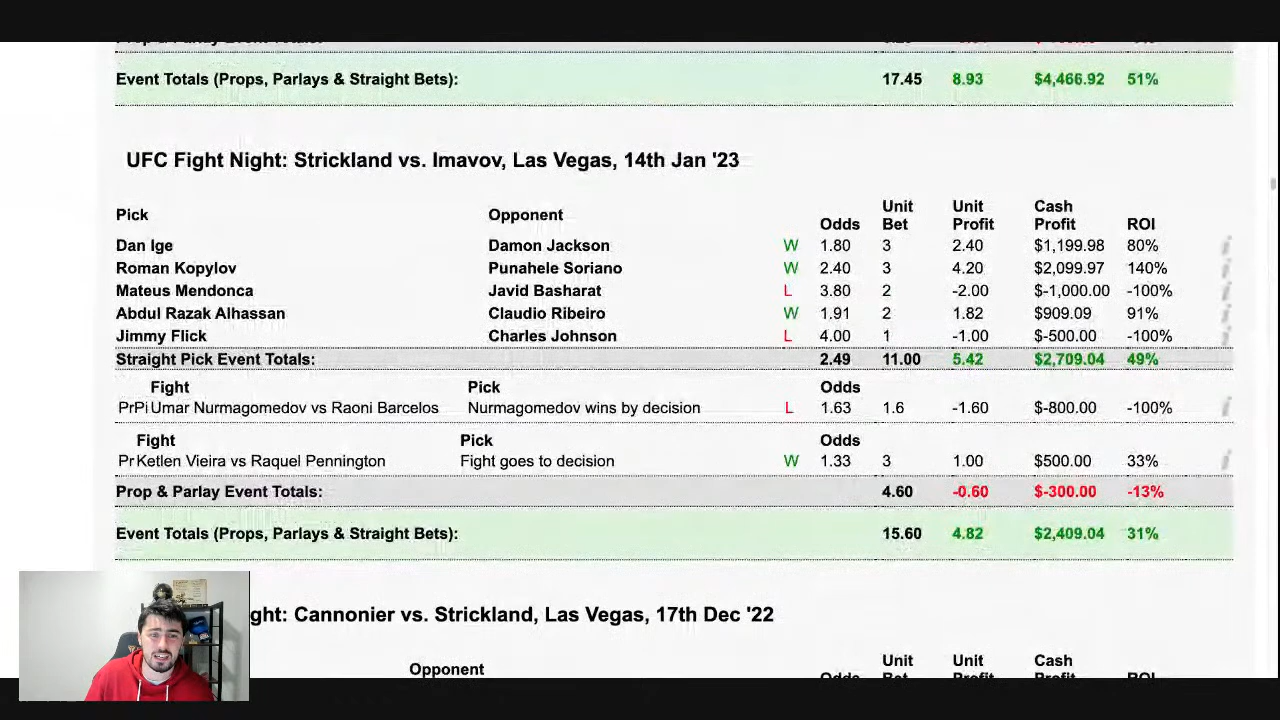 Event Totals (Props, Parlays & Straight Bets): 17.45 8.93 $4,466.92 51%
UFC Fight Night: Strickland vs. Imavov, Las Vegas, 14th Jan '23
Pick Opponent Odds Unit Bet Unit Profit Cash Profit ROI
Dan Ige Damon Jackson W 1.80 3 2.40 $1,199.98 80%
Roman Kopylov Punahele Soriano W 2.40 3 4.20 $2,099.97 140%
Mateus Mendonca Javid Basharat L 3.80 2 -2.00 $-1,000.00 -100%
Abdul Razak Alhassan Claudio Ribeiro W 1.91 2 1.82 $909.09 91%
Jimmy Flick Charles Johnson L 4.00 1 -1.00 $-500.00 -100%
Straight Pick Event Totals: 2.49 11.00 5.42 $2,709.04 49%
Fight Pick Odds
PrPi Umar Nurmagomedov vs Raoni Barcelos Nurmagomedov wins by decision L 1.63 1.6 -1.60 $-800.00 -100%
Fight Pick Odds
Pr Ketlen Vieira vs Raquel Pennington Fight goes to decision W 1.33 3 1.00 $500.00 33%
Prop & Parlay Event Totals: 4.60 -0.60 $-300.00 -13%
Event Totals (Props, Parlays & Straight Bets): 15.60 4.82 $2,409.04 31%
ght: Cannonier vs. Strickland, Las Vegas, 17th Dec '22
Opponent Odds Unit Bet Unit Profit Cash Profit ROI